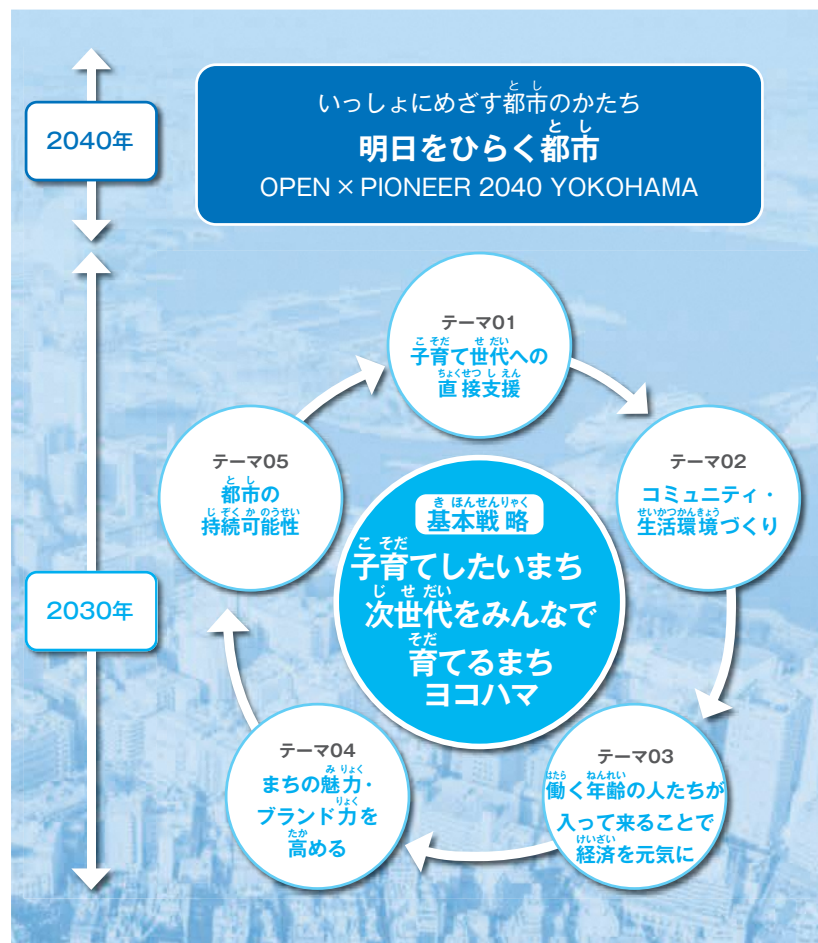 2040年
いっしょにめざす都市のかたち
明日をひらく都市
OPEN×PIONEER 2040 YOKOHAMA
2030年
テーマ01
子育て世代への
直接支援
テーマ02
コミュニティ・
生活環境づくり
テーマ03
働く年齢の人たちが
入って来ることで
経済を元気に
テーマ04
まちの魅力・
ブランド力を
高める
テーマ05
都市の
持続可能性
基本戦略
子育てしたいまち
次世代をみんなで
育てるまち
ヨコハマ